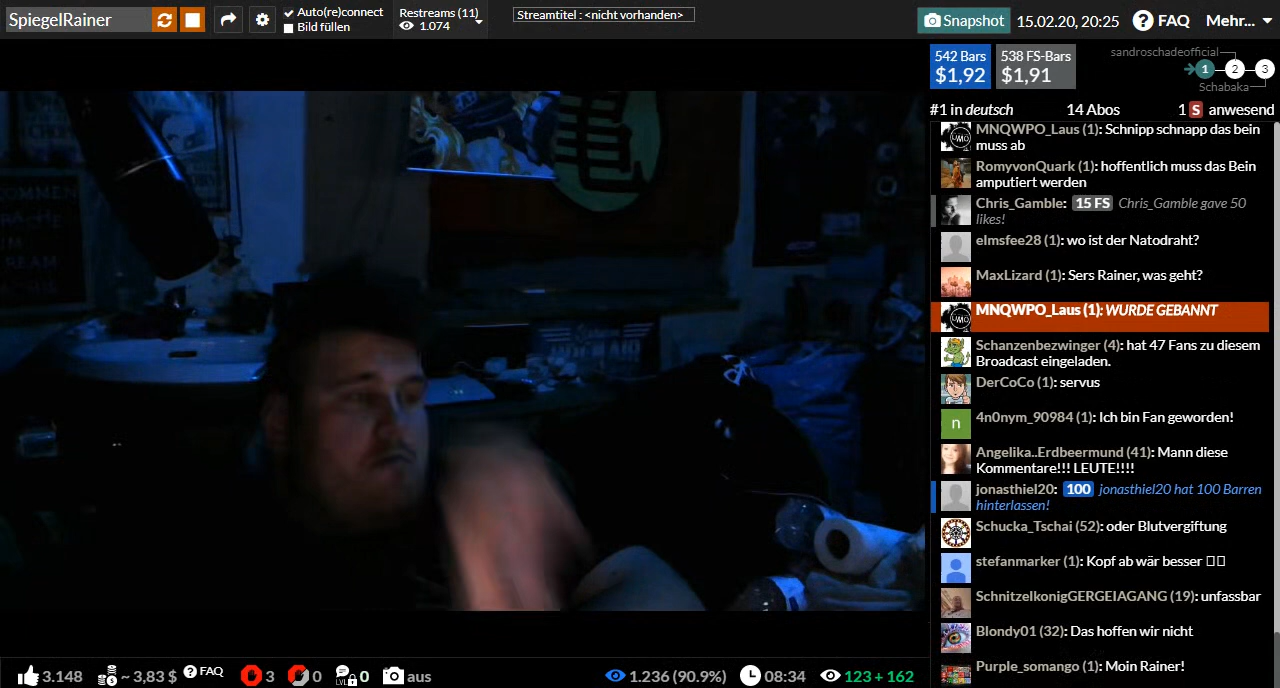 SpiegelRainer
Auto(re)connect
Bild füllen
Restreams (11)
1.074
Streamtitel : <nicht vorhanden>
Snapshot
15.02.20, 20:25
FAQ
Mehr...
542 Bars
$1,92
538 FS-Bars
$1,91
sandroschadeofficial
1 2 3
Schabaka
#1 in deutsch
14 Abos
1 S anwesend
MNQWPO_Laus (1): Schnipp schnapp das bein
muss ab
RomyvonQuark (1): hoffentlich muss das Bein
amputiert werden
Chris_Gamble: 15 FS Chris_Gamble gave 50
likes!
elmsfee28 (1): wo ist der Natodraht?
MaxLizard (1): Sers Rainer, was geht?
MNQWPO_Laus (1): WURDE GEBANNT
Schanzenbezwinger (4): hat 47 Fans zu diesem
Broadcast eingeladen.
DerCoCo (1): servus
n
4n0nym_90984 (1): Ich bin Fan geworden!
Angelika..Erdbeermund (41): Mann diese
Kommentare!!! LEUTE!!!!
jonasthiel20: 100 jonasthiel20 hat 100 Barren
hinterlassen!
Schucka_Tschai (52): oder Blutvergiftung
stefanmarker (1): Kopf ab wär besser
SchnitzelkonigGERGEIAGANG (19): unfassbar
Blondy01 (32): Das hoffen wir nicht
Purple_somango (1): Moin Rainer!
3.148
~ 3,83 $
FAQ
3
0
LVL
0
aus
1.236 (90.9%)
08:34
123 + 162